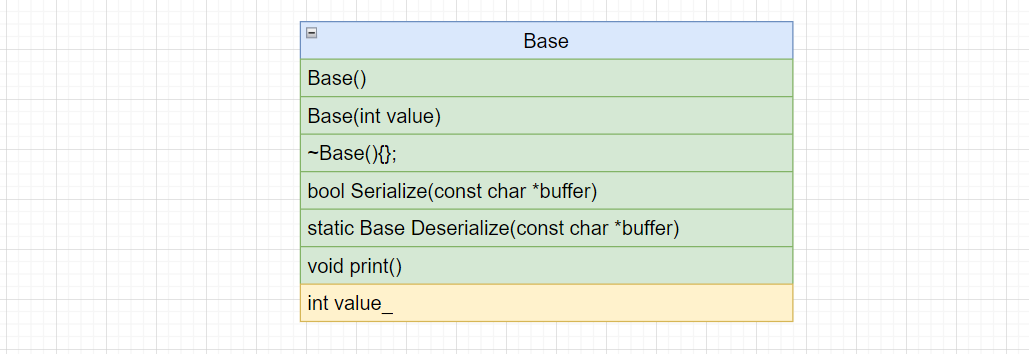 Base
Base()
Base(int value)
~Base(){};
bool Serialize(const char *buffer)
static Base Deserialize(const char *buffer)
void print()
int value_